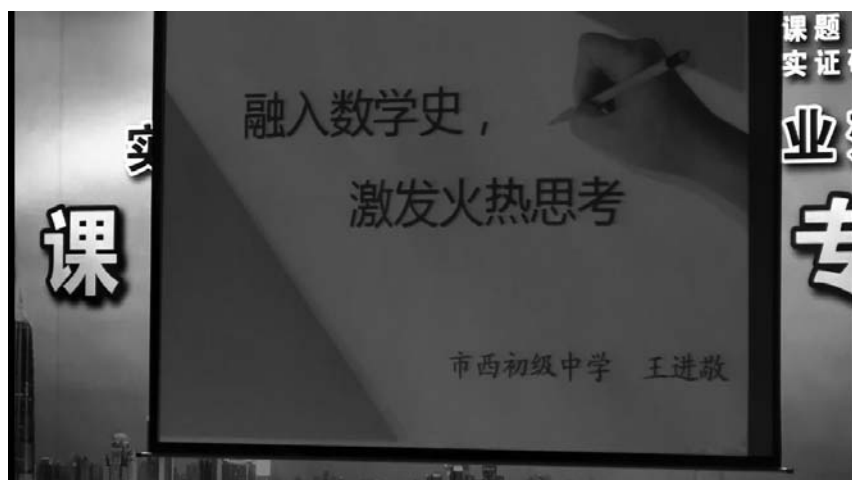 融入数学史,
激发火热思考
市西初级中学 王进敬
课题
实证
业
课
专